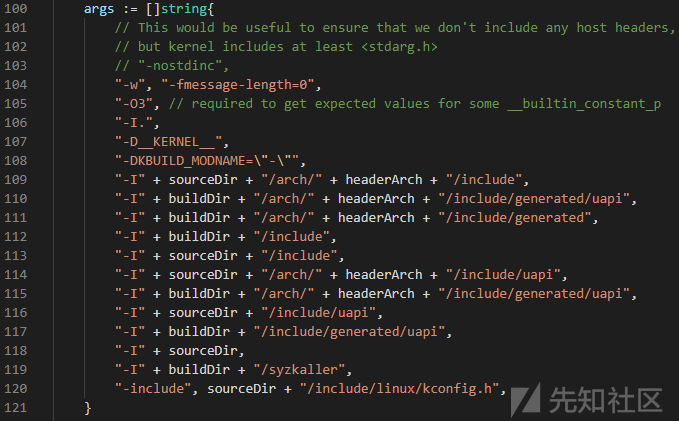 100 args := []string{
101 // This would be useful to ensure that we don't include any host headers,
102 // but kernel includes at least <stdarg.h>
103 // "-nostdinc",
104 "-w", "-fmessage-length=0",
105 "-O3", // required to get expected values for some __builtin_constant_p
106 "-I.",
107 "-D__KERNEL__",
108 "-DKBUILD_MODNAME=\"-\"",
109 "-I" + sourceDir + "/arch/" + headerArch + "/include",
110 "-I" + buildDir + "/arch/" + headerArch + "/include/generated/uapi",
111 "-I" + buildDir + "/arch/" + headerArch + "/include/generated",
112 "-I" + buildDir + "/include",
113 "-I" + sourceDir + "/include",
114 "-I" + sourceDir + "/arch/" + headerArch + "/include/uapi",
115 "-I" + buildDir + "/arch/" + headerArch + "/include/generated/uapi",
116 "-I" + sourceDir + "/include/uapi",
117 "-I" + buildDir + "/include/generated/uapi",
118 "-I" + sourceDir,
119 "-I" + buildDir + "/syzkaller",
120 "-include", sourceDir + "/include/linux/kconfig.h",
121 }
先知社区